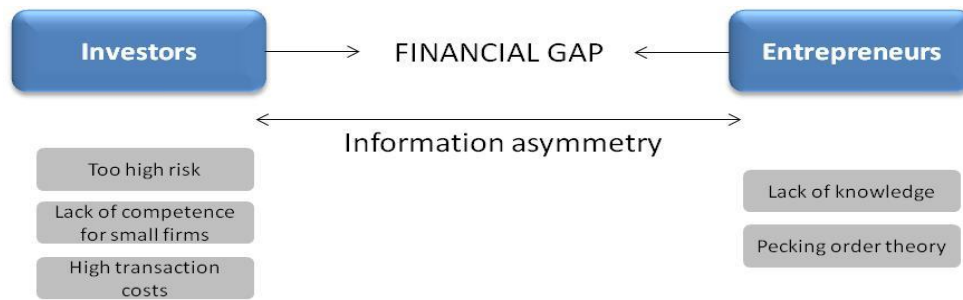 Investors
FINANCIAL GAP
Entrepreneurs
Information asymmetry
Too high risk
Lack of competence
for small firms
High transaction
costs
Lack of knowledge
Pecking order theory